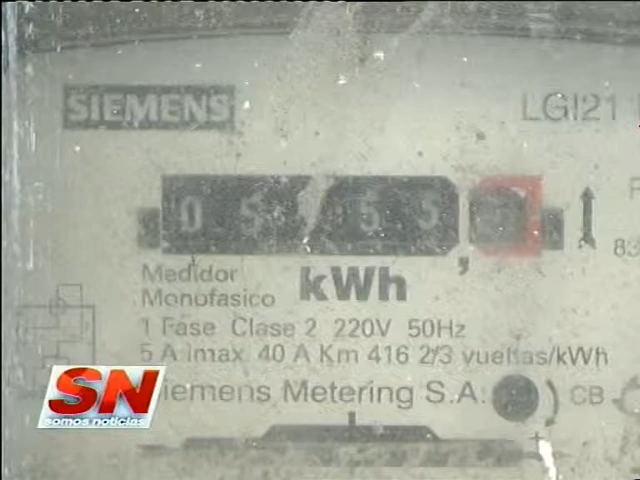 SIEMENS
LGI21
kWh
Medidor
Monofasico
1 Fase Clase 2 220V 50Hz
5 A Imax 40 A Km 416 2/3 vueltas/kWh
Siemens Metering S.A.
CB
SN
somos noticias